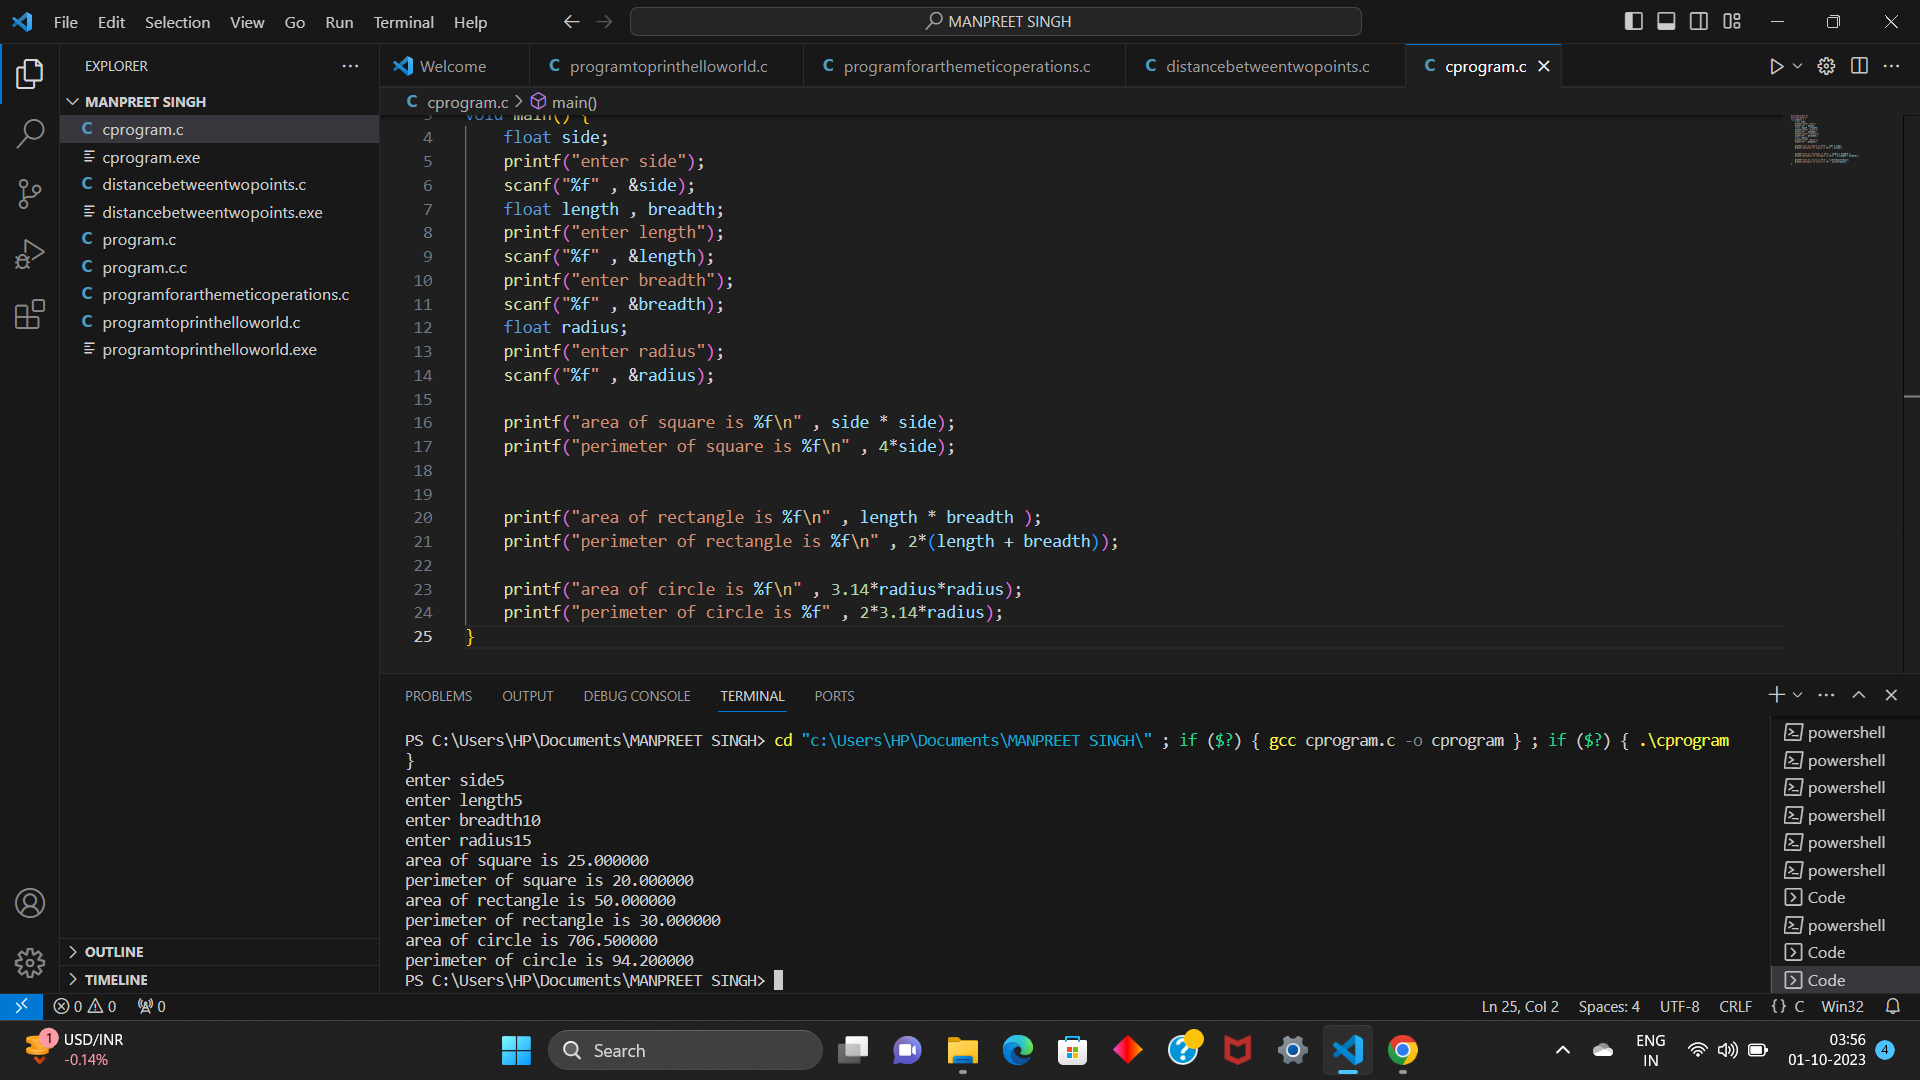 File Edit Selection View Go Run Terminal Help
MANPREET SINGH
EXPLORER
Welcome
programtoprinthelloworld.c
programforarthemeticoperations.c
distancebetweentwopoints.c
cprogram.c
MANPREET SINGH
cprogram.c
cprogram.exe
distancebetweentwopoints.c
distancebetweentwopoints.exe
program.c
program.c.c
programforarthemeticoperations.c
programtoprinthelloworld.c
programtoprinthelloworld.exe
OUTLINE
TIMELINE
C cprogram.c > main()
3 void main() {
4 float side;
5 printf("enter side");
6 scanf("%f" , &side);
7 float length , breadth;
8 printf("enter length");
9 scanf("%f" , &length);
10 printf("enter breadth");
11 scanf("%f" , &breadth);
12 float radius;
13 printf("enter radius");
14 scanf("%f" , &radius);
15
16 printf("area of square is %f\n" , side * side);
17 printf("perimeter of square is %f\n" , 4*side);
18
19
20 printf("area of rectangle is %f\n" , length * breadth );
21 printf("perimeter of rectangle is %f\n" , 2*(length + breadth));
22
23 printf("area of circle is %f\n" , 3.14*radius*radius);
24 printf("perimeter of circle is %f" , 2*3.14*radius);
25 }
PROBLEMS OUTPUT DEBUG CONSOLE TERMINAL PORTS
PS C:\Users\HP\Documents\MANPREET SINGH> cd "c:\Users\HP\Documents\MANPREET SINGH\" ; if ($?) { gcc cprogram.c -o cprogram } ; if ($?) { .\cprogram
}
enter side5
enter length5
enter breadth10
enter radius15
area of square is 25.000000
perimeter of square is 20.000000
area of rectangle is 50.000000
perimeter of rectangle is 30.000000
area of circle is 706.500000
perimeter of circle is 94.200000
PS C:\Users\HP\Documents\MANPREET SINGH>
powershell
powershell
powershell
powershell
powershell
powershell
Code
powershell
Code
Code
0 0 0
Ln 25, Col 2 Spaces: 4 UTF-8 CRLF {} C Win32
1
USD/INR
-0.14%
Search
ENG
IN
03:56
01-10-2023
4